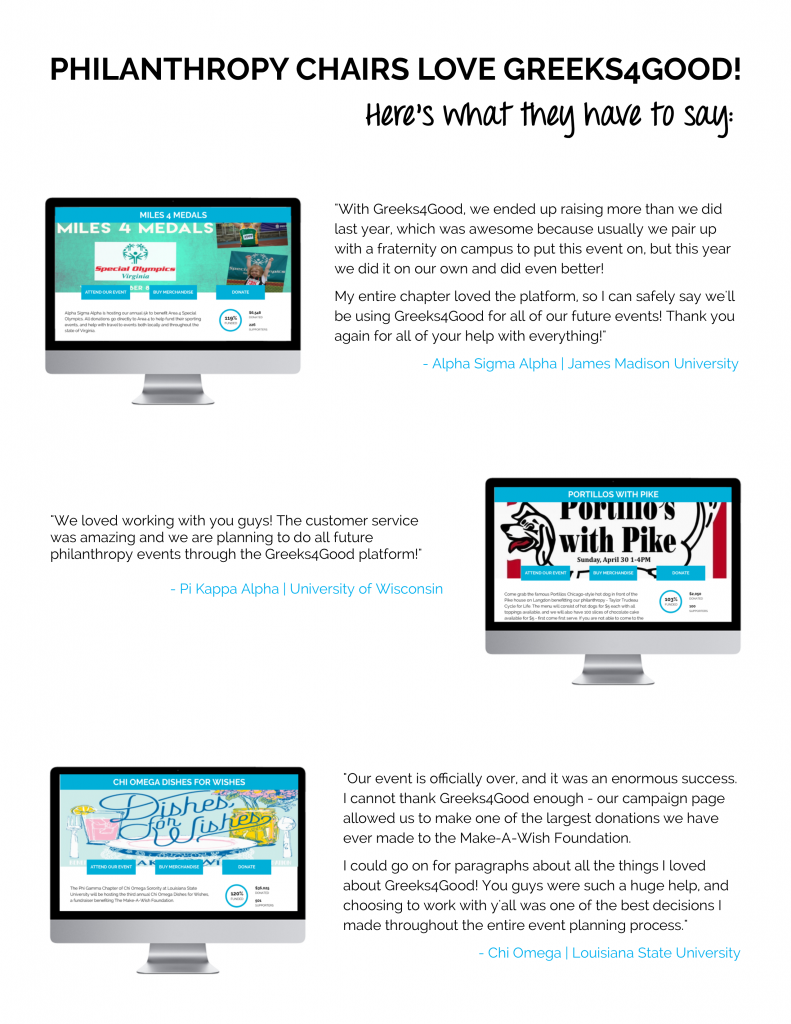 PHILANTHROPY CHAIRS LOVE GREEKS4GOOD!
Here's what they have to say:
MILES 4 MEDALS
MILES 4 MEDALS
Special Olympics
Virginia
ATTEND OUR EVENT
BUY MERCHANDISE
DONATE
Alpha Sigma Alpha is hosting our annual 5k to benefit Area 4 Special
Olympics. All donations go directly to Area 4 to help fund their sporting
events, and help with travel to events both locally and throughout the
state of Virginia.
119%
FUNDED
DONATED
SUPPORTERS
"With Greeks4Good, we ended up raising more than we did
last year, which was awesome because usually we pair up
with a fraternity on campus to put this event on, but this year
we did it on our own and did even better!
My entire chapter loved the platform, so I can safely say we'll
be using Greeks4Good for all of our future events! Thank you
again for all of your help with everything!"
- Alpha Sigma Alpha | James Madison University
"We loved working with you guys! The customer service
was amazing and we are planning to do all future
philanthropy events through the Greeks4Good platform!"
- Pi Kappa Alpha | University of Wisconsin
PORTILLOS WITH PIKE
Portillo's
with Pike
Sunday, April 30 1-4PM
ATTEND OUR EVENT
BUY MERCHANDISE
DONATE
Come grab the famous Portillos Chicago-style hot dog in front of the
Pike house on Langdon benefitting our philanthropy - Taylor Trudeau
Cycle for Life. The menu will consist of hot dogs for $5 each with all
toppings available, and we will also have 100 slices of chocolate cake
available for $5 - first come first serve. If you are not able to come to the
103%
FUNDED
DONATED
SUPPORTERS
CHI OMEGA DISHES FOR WISHES
Dishes
for Wishes
ATTEND OUR EVENT
BUY MERCHANDISE
DONATE
The Phi Gamma Chapter of Chi Omega Sorority at Louisiana State
University will be hosting the third annual Chi Omega Dishes for Wishes,
a fundraiser benefiting The Make-A-Wish Foundation.
120%
FUNDED
DONATED
SUPPORTERS
"Our event is officially over, and it was an enormous success.
I cannot thank Greeks4Good enough - our campaign page
allowed us to make one of the largest donations we have
ever made to the Make-A-Wish Foundation.
I could go on for paragraphs about all the things I loved
about Greeks4Good! You guys were such a huge help, and
choosing to work with y'all was one of the best decisions I
made throughout the entire event planning process."
- Chi Omega | Louisiana State University